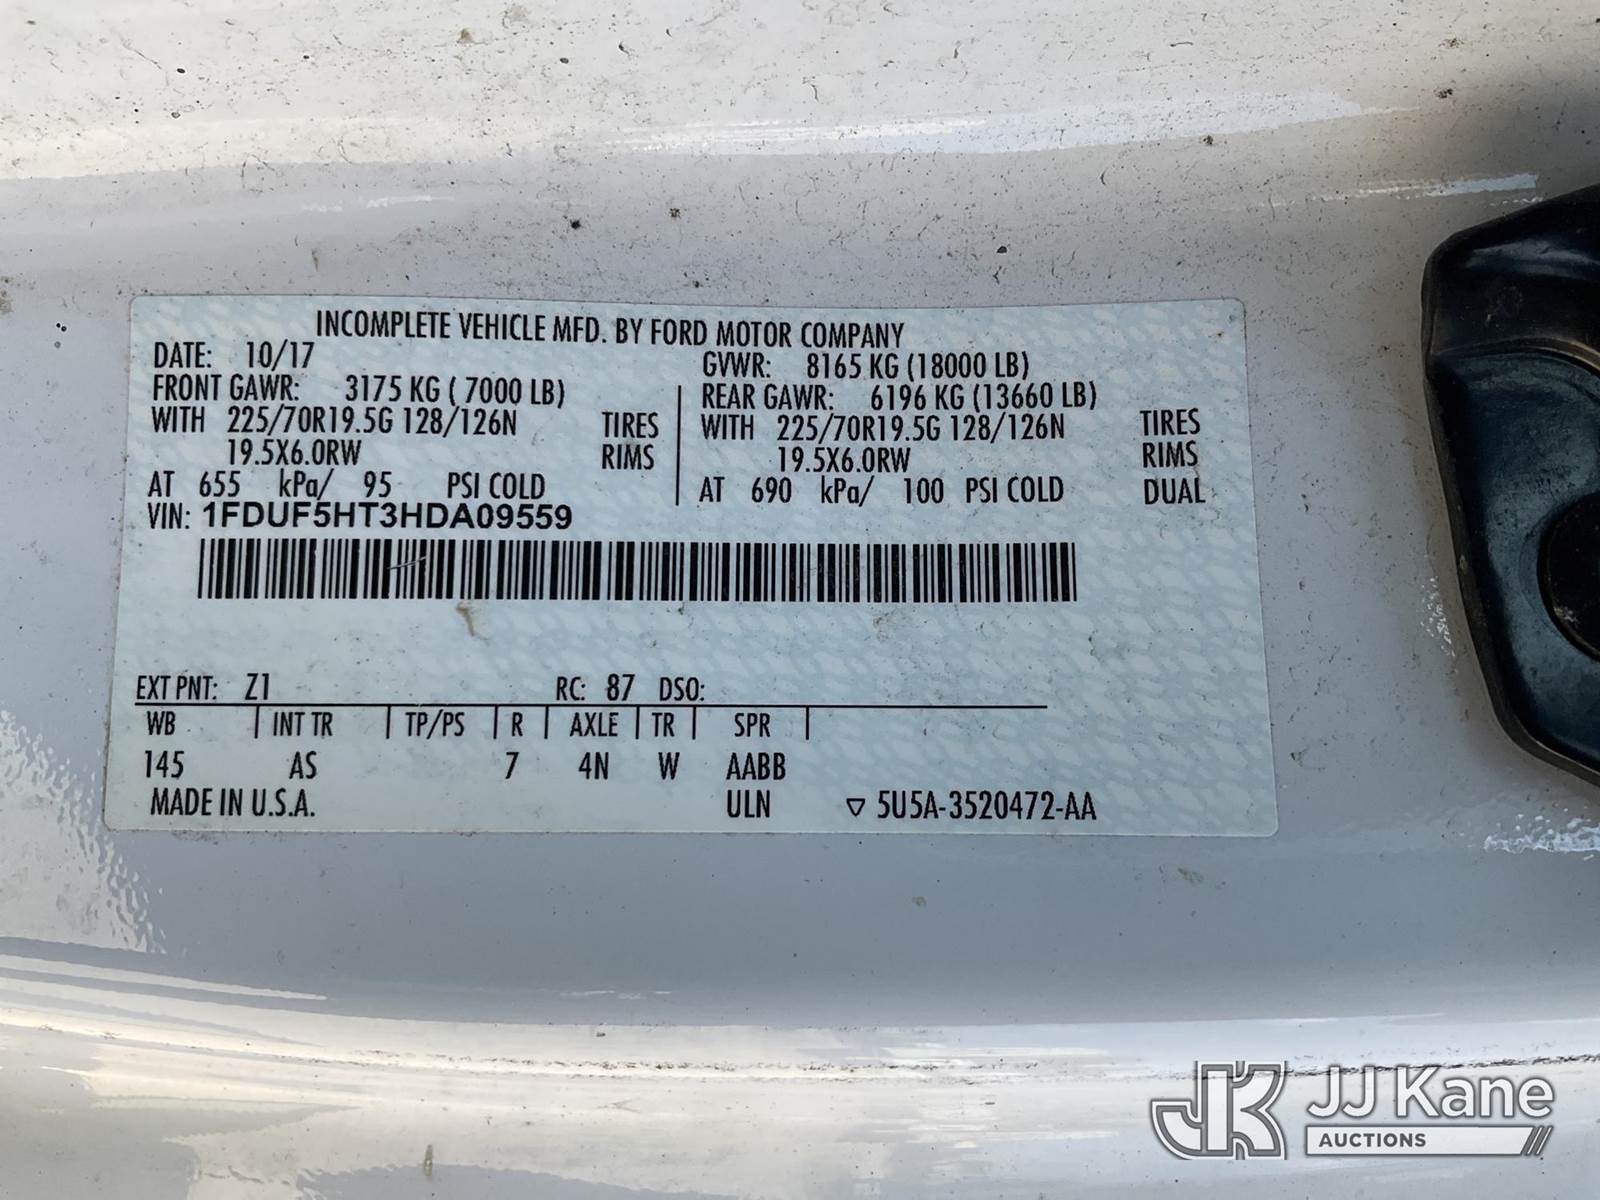 INCOMPLETE VEHICLE MFD. BY FORD MOTOR COMPANY
DATE: 10/17 GVWR: 8165 KG (18000 LB)
FRONT GAWR: 3175 KG ( 7000 LB) REAR GAWR: 6196 KG (13660 LB)
WITH 225/70R19.5G 128/126N TIRES WITH 225/70R19.5G 128/126N TIRES
19.5X6.0RW RIMS 19.5X6.0RW RIMS
AT 655 kPa/ 95 PSI COLD AT 690 kPa/ 100 PSI COLD DUAL
VIN: 1FDUF5HT3HDA09559
EXT PNT: Z1 RC: 87 DSO:
WB INT TR TP/PS R AXLE TR SPR
145 AS 7 4N W AABB
MADE IN U.S.A. ULN ▽ 5U5A-3520472-AA
JK JJ Kane
AUCTIONS